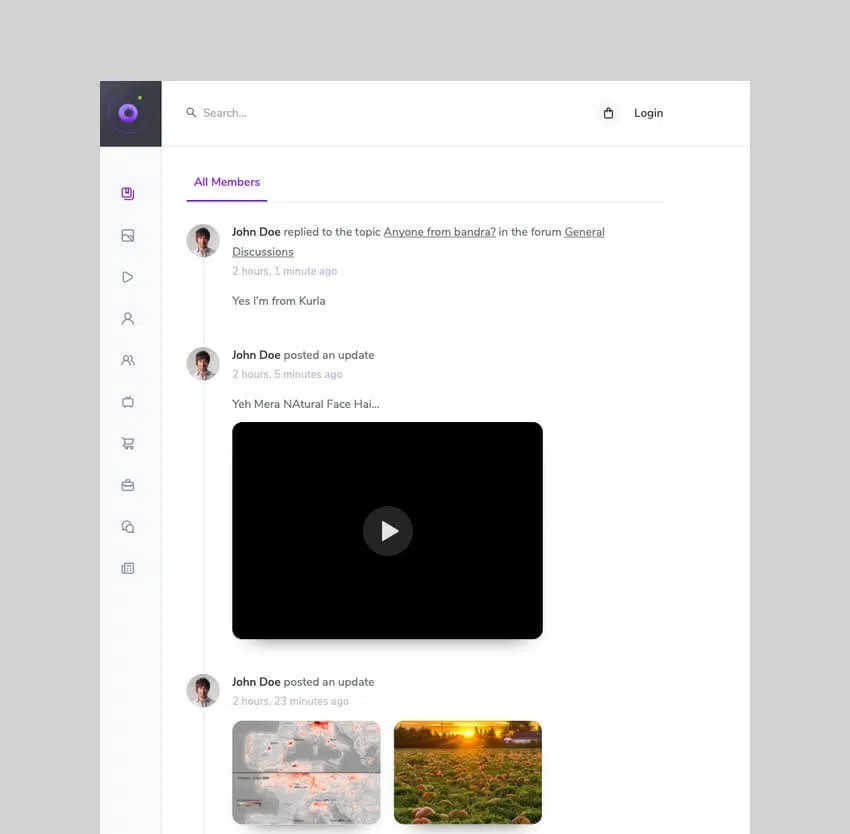 Search...
Login
All Members
John Doe replied to the topic Anyone from bandra? in the forum General
Discussions
2 hours, 1 minute ago
Yes I'm from Kurla
John Doe posted an update
2 hours, 5 minutes ago
Yeh Mera NAtural Face Hai...
John Doe posted an update
2 hours, 23 minutes ago